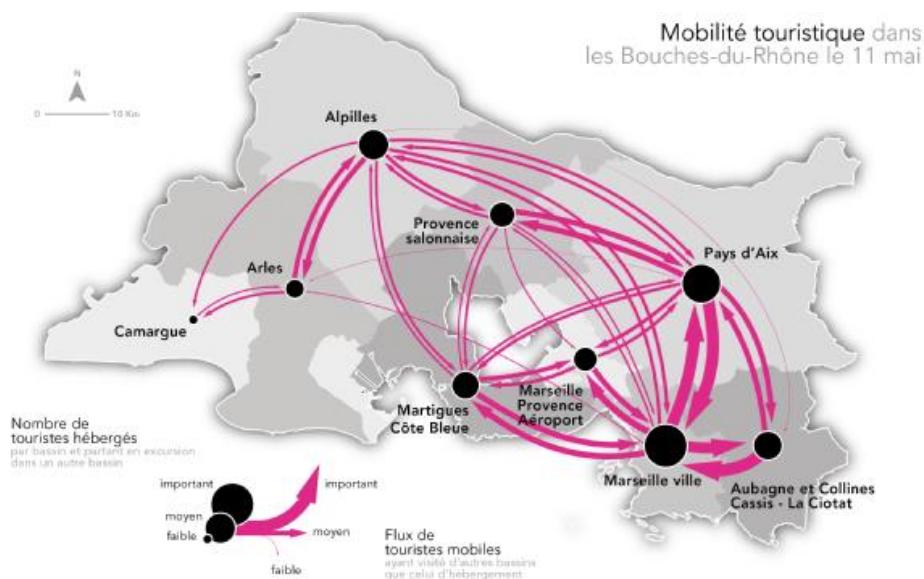 Mobilité touristique dans
les Bouches-du-Rhône le 11 mai
N
0 10 Km
Alpilles
Provence
salonnaise
Pays d'Aix
Arles
Camargue
Martigues
Côte Bleue
Marseille
Provence
Aéroport
Marseille ville
Aubagne et Collines
Cassis - La Ciotat
Nombre de
touristes hébergés
par bassin et partant en excursion
dans un autre bassin
important
moyen
faible
important
moyen
faible
Flux de
touristes mobiles
ayant visité d'autres bassins
que celui d'hébergement